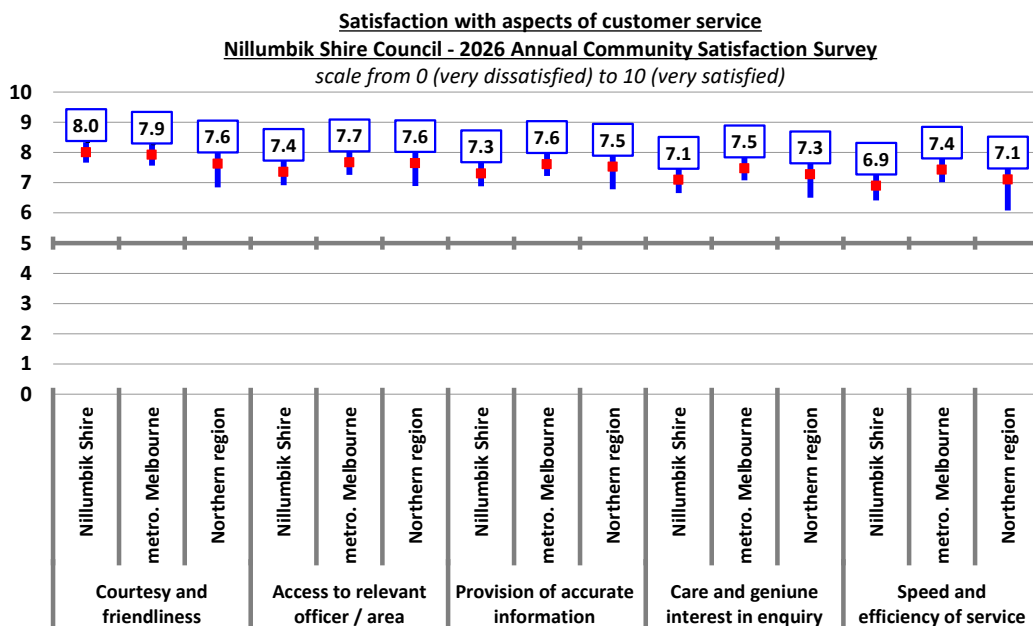 Satisfaction with aspects of customer service
Nillumbik Shire Council - 2026 Annual Community Satisfaction Survey
scale from 0 (very dissatisfied) to 10 (very satisfied)
10
9
8
7
6
5
4
3
2
1
0
8.0
7.9
7.6
7.4
7.7
7.6
7.3
7.6
7.5
7.1
7.5
7.3
6.9
7.4
7.1
Nillumbik Shire
metro. Melbourne
Northern region
Nillumbik Shire
metro. Melbourne
Northern region
Nillumbik Shire
metro. Melbourne
Northern region
Nillumbik Shire
metro. Melbourne
Northern region
Nillumbik Shire
metro. Melbourne
Northern region
Courtesy and
friendliness
Access to relevant
officer / area
Provision of accurate
information
Care and geniune
interest in enquiry
Speed and
efficiency of service